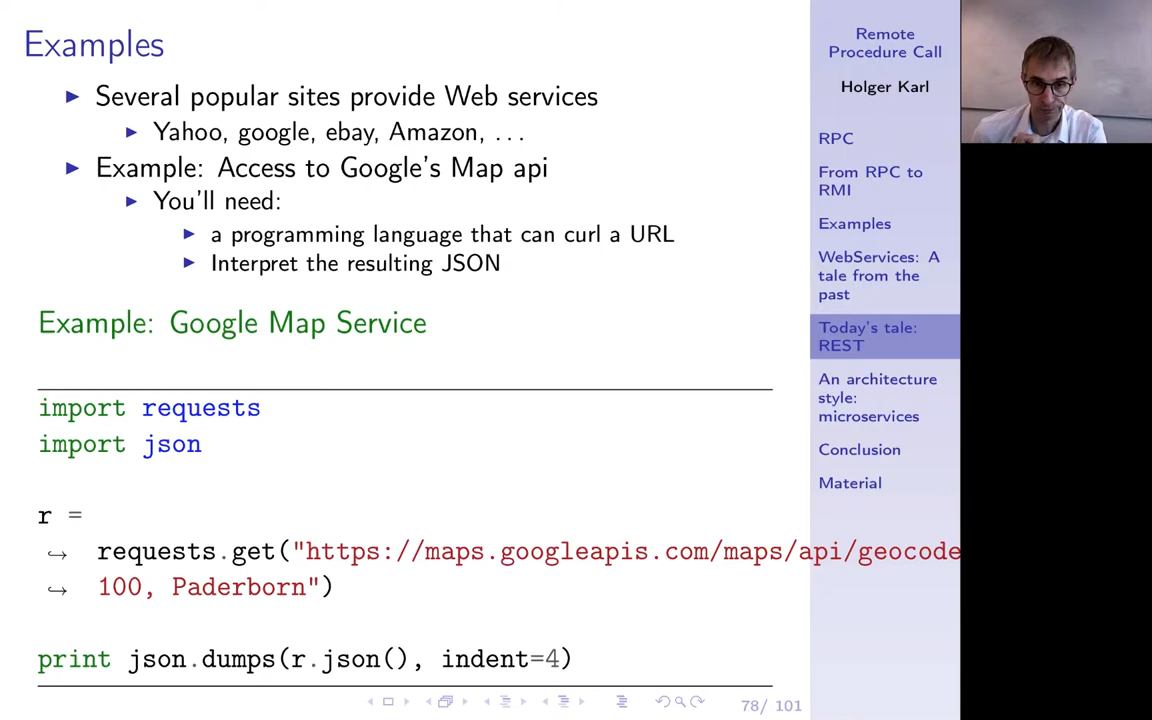 Examples
Several popular sites provide Web services
Yahoo, google, ebay, Amazon, ...
Example: Access to Google's Map api
You'll need:
a programming language that can curl a URL
Interpret the resulting JSON
Example: Google Map Service
import requests
import json
r =
requests.get("https://maps.googleapis.com/maps/api/geocode
100, Paderborn")
print json.dumps(r.json(), indent=4)
78/ 101
Remote
Procedure Call
Holger Karl
RPC
From RPC to
RMI
Examples
WebServices: A
tale from the
past
Today's tale:
REST
An architecture
style:
microservices
Conclusion
Material